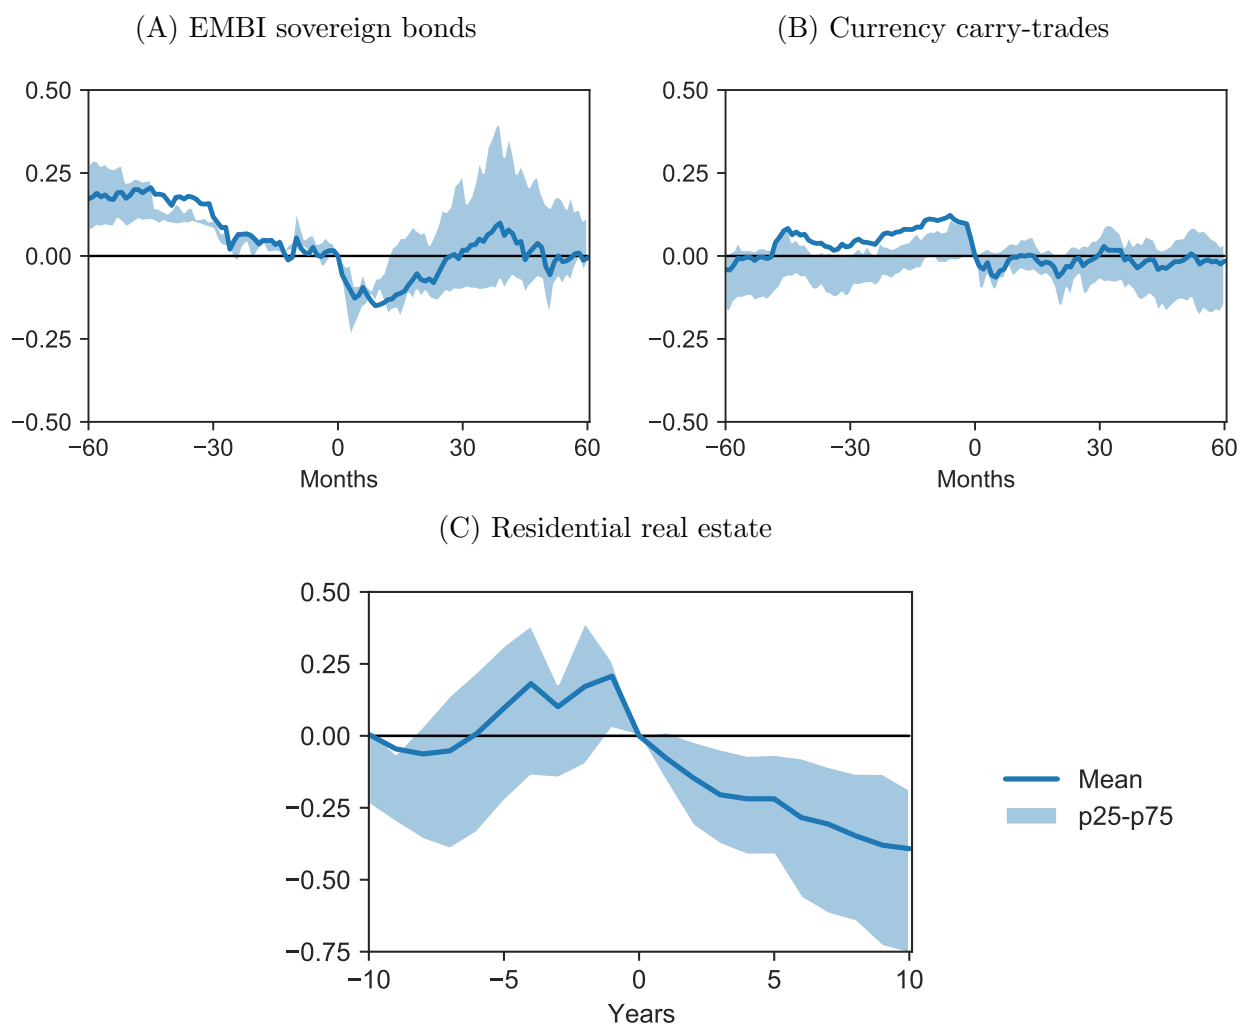 (A) EMBI sovereign bonds
0.50
0.25
0.00
−0.25
−0.50
−60 −30 0 30 60
Months
(B) Currency carry-trades
0.50
0.25
0.00
−0.25
−0.50
−60 −30 0 30 60
Months
(C) Residential real estate
0.50
0.25
0.00
−0.25
−0.50
−0.75
−10 −5 0 5 10
Years
Mean
p25-p75